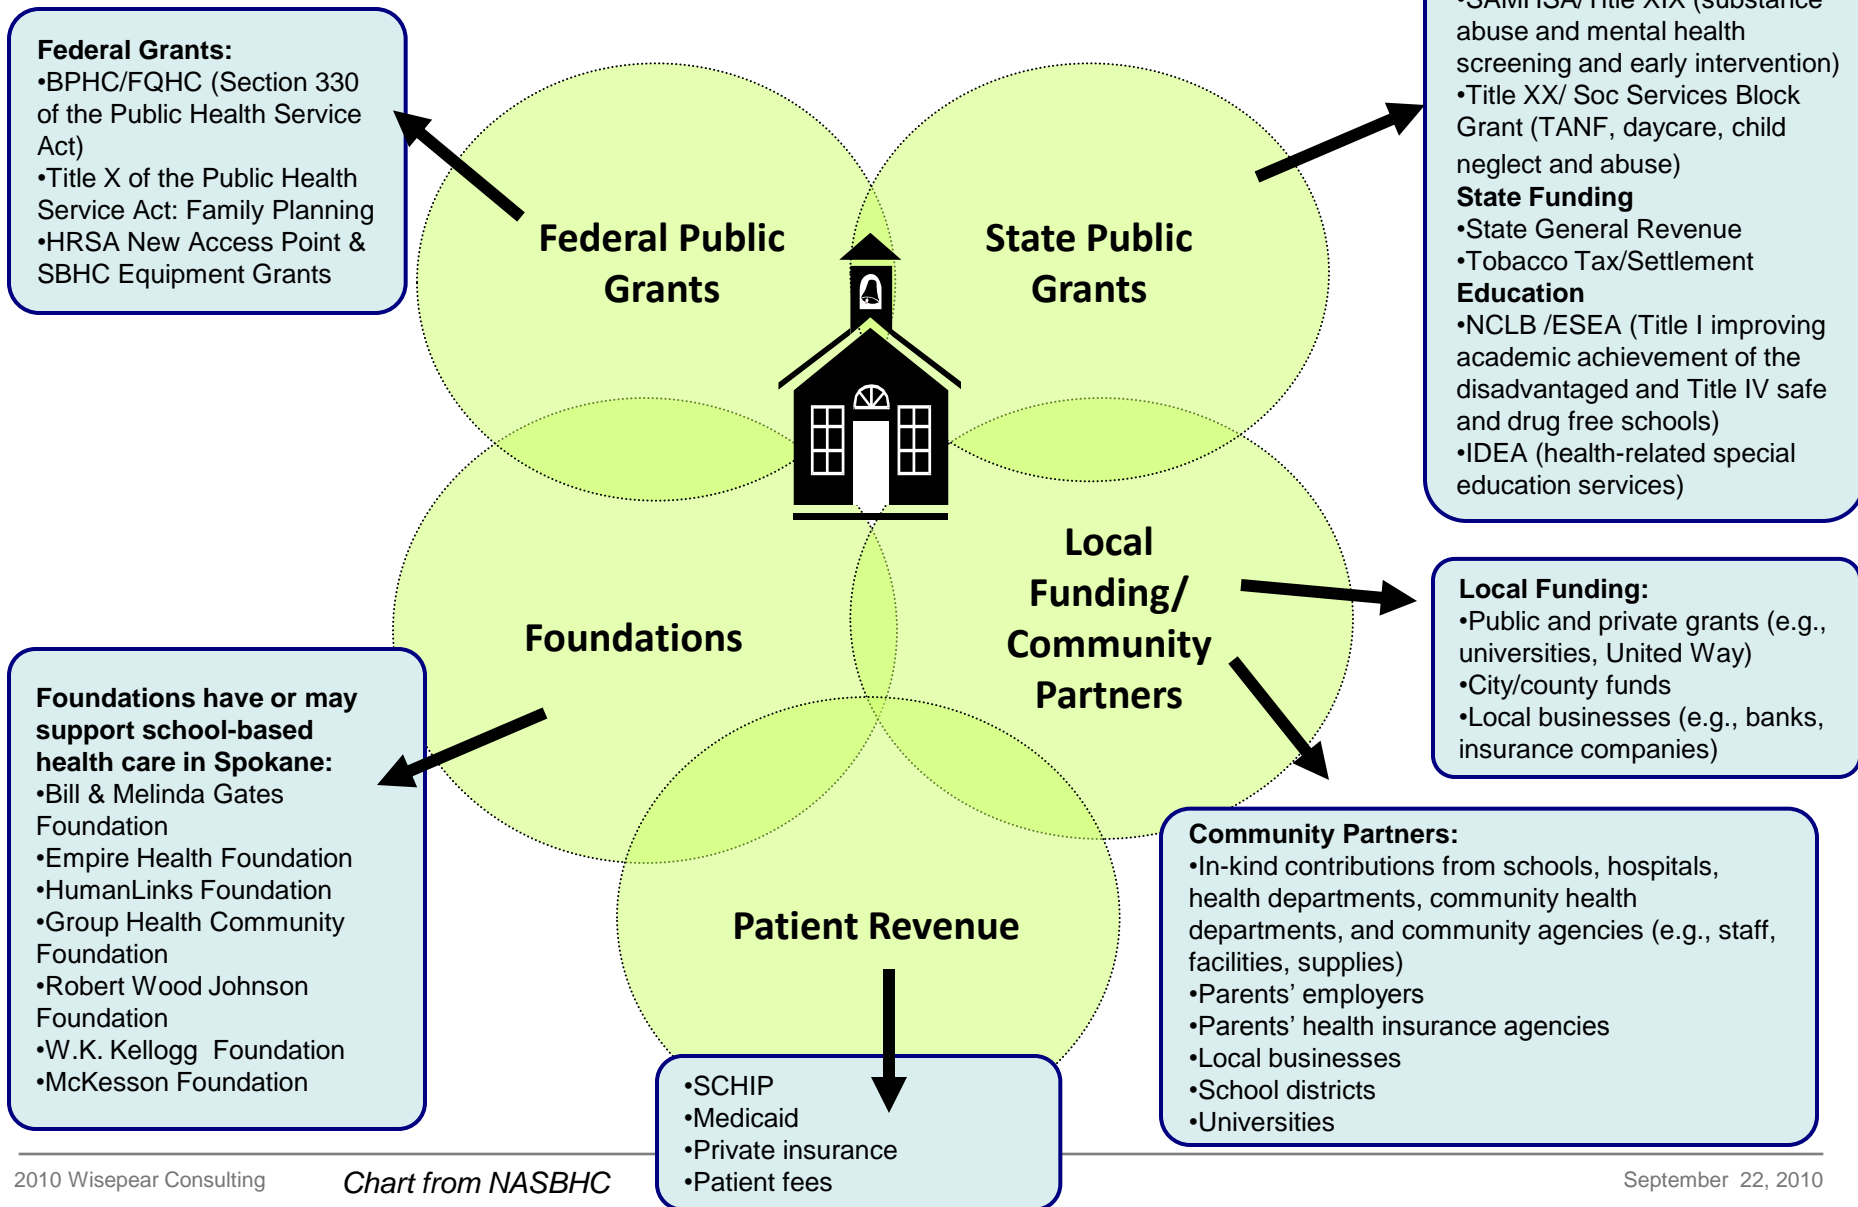 Federal Grants:
•BPHC/FQHC (Section 330
of the Public Health Service
Act)
•Title X of the Public Health
Service Act: Family Planning
•HRSA New Access Point &
SBHC Equipment Grants
Federal Public
Grants
State Public
Grants
•SAMHSA/Title XIX (substance
abuse and mental health
screening and early intervention)
•Title XX/ Soc Services Block
Grant (TANF, daycare, child
neglect and abuse)
State Funding
•State General Revenue
•Tobacco Tax/Settlement
Education
•NCLB /ESEA (Title I improving
academic achievement of the
disadvantaged and Title IV safe
and drug free schools)
•IDEA (health-related special
education services)
Foundations
Local
Funding/
Community
Partners
Local Funding:
•Public and private grants (e.g.,
universities, United Way)
•City/county funds
•Local businesses (e.g., banks,
insurance companies)
Foundations have or may
support school-based
health care in Spokane:
•Bill & Melinda Gates
Foundation
•Empire Health Foundation
•HumanLinks Foundation
•Group Health Community
Foundation
•Robert Wood Johnson
Foundation
•W.K. Kellogg  Foundation
•McKesson Foundation
Patient Revenue
•SCHIP
•Medicaid
•Private insurance
•Patient fees
Community Partners:
•In-kind contributions from schools, hospitals,
health departments, community health
departments, and community agencies (e.g., staff,
facilities, supplies)
•Parents’ employers
•Parents’ health insurance agencies
•Local businesses
•School districts
•Universities
2010 Wisepear Consulting
Chart from NASBHC
September  22, 2010